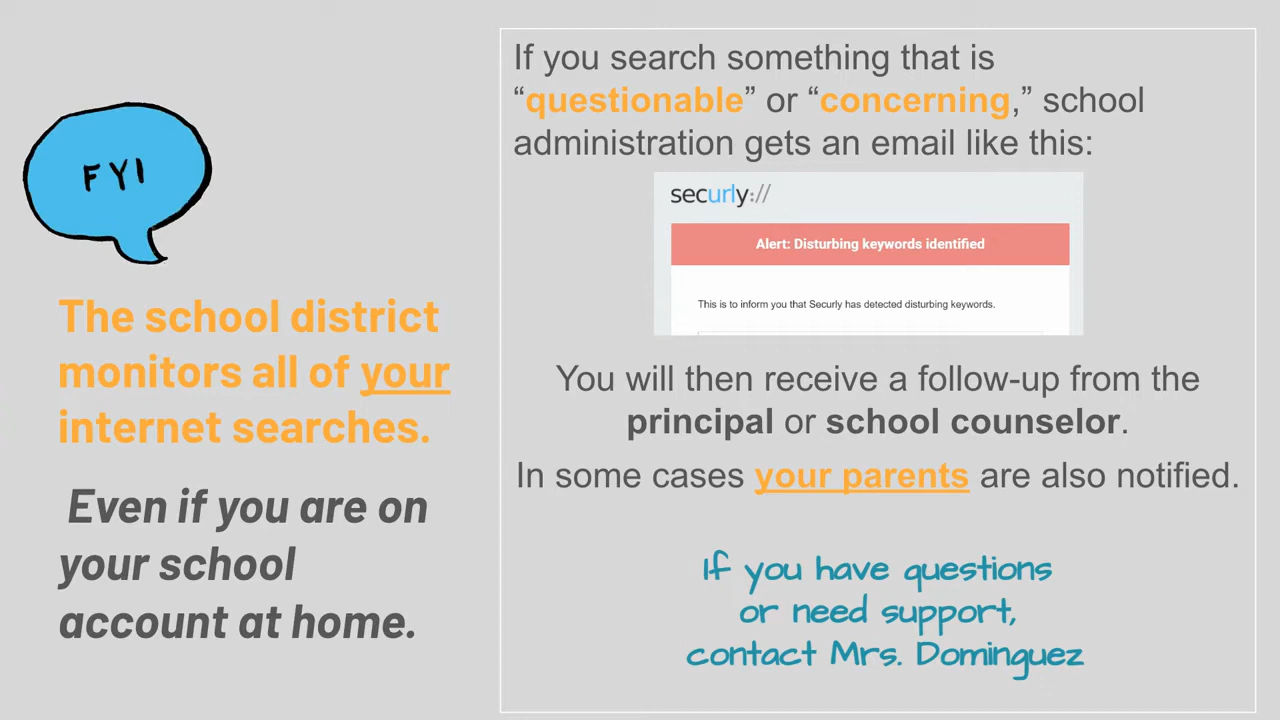 FYI
The school district
monitors all of your
internet searches.
Even if you are on
your school
account at home.
If you search something that is
“questionable” or “concerning,” school
administration gets an email like this:
securly://
Alert: Disturbing keywords identified
This is to inform you that Securly has detected disturbing keywords.
You will then receive a follow-up from the
principal or school counselor.
In some cases your parents are also notified.
If you have questions
or need support,
contact Mrs. Dominguez